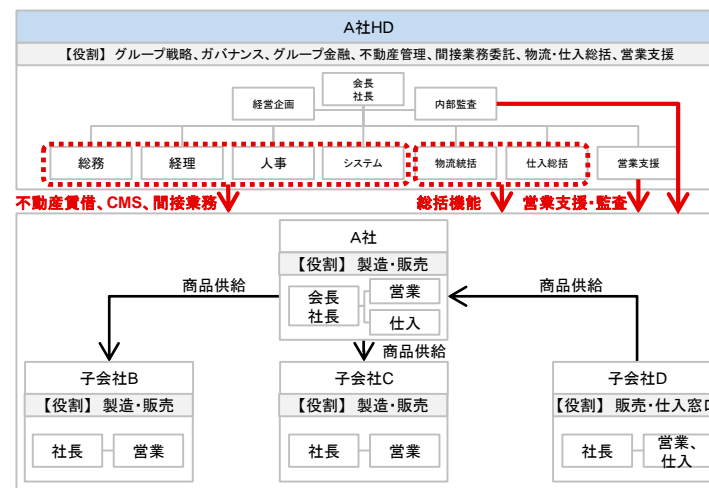 A社HD
【役割】グループ戦略、ガバナンス、グループ金融、不動産管理、間接業務委託、物流・仕入総括、営業支援
会長
社長
経営企画
内部監査
総務
経理
人事
システム
物流統括
仕入総括
営業支援
不動産賃借、CMS、間接業務
総括機能
営業支援・監査
A社
【役割】製造・販売
会長
社長
営業
仕入
商品供給
商品供給
商品供給
子会社B
【役割】製造・販売
社長
営業
子会社C
【役割】製造・販売
社長
営業
子会社D
【役割】販売・仕入窓口
社長
営業、
仕入